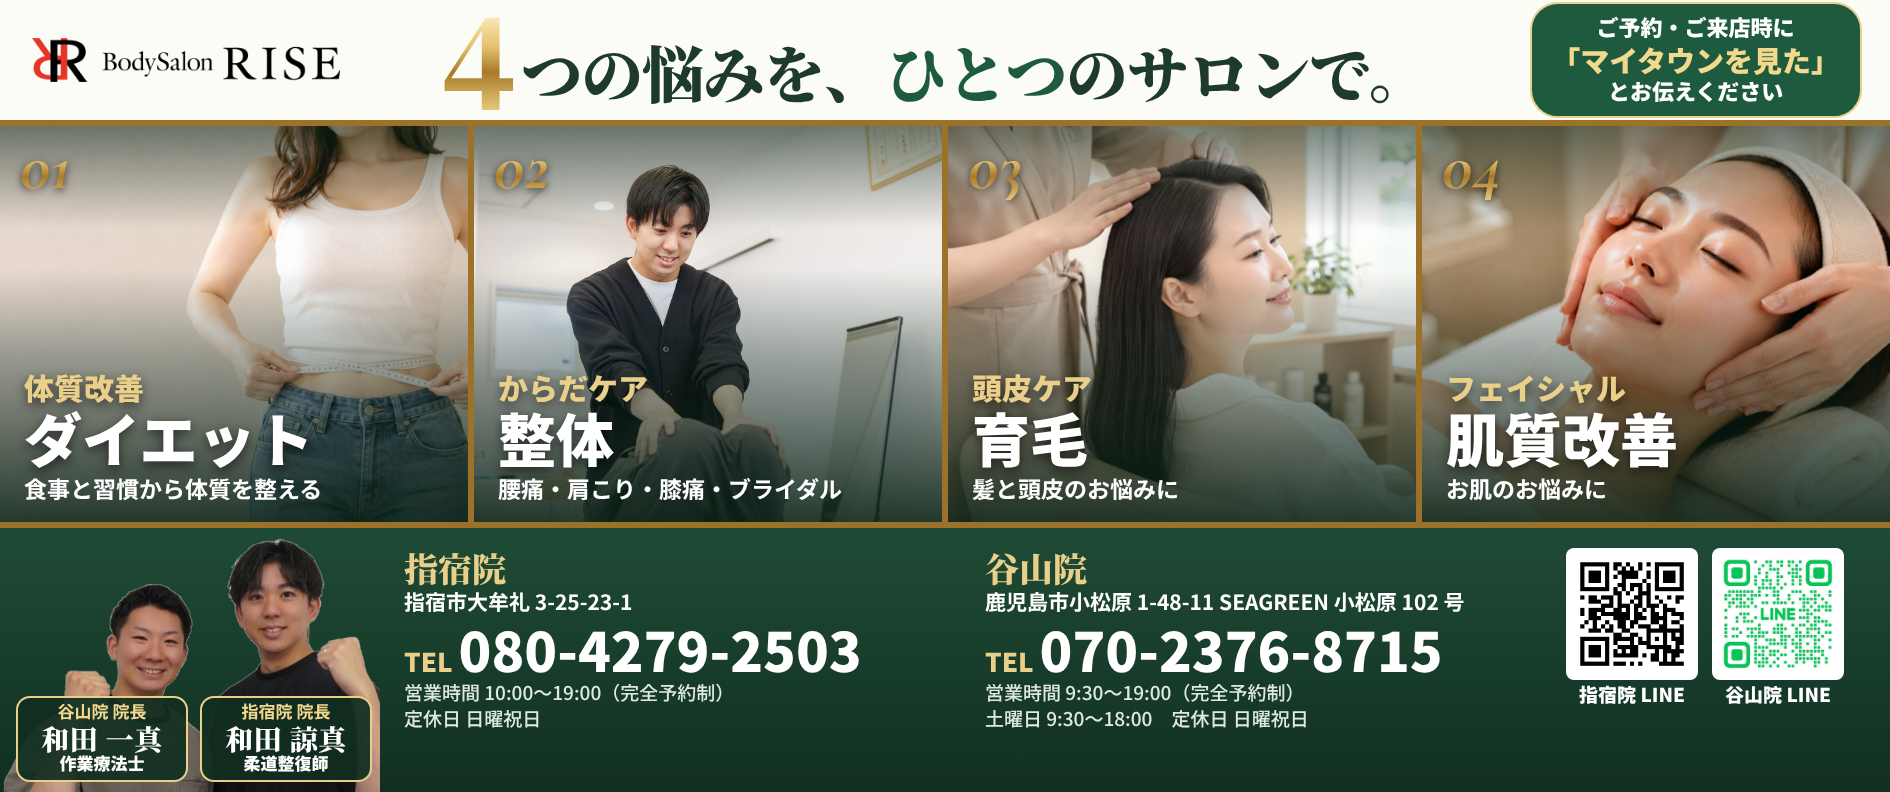 BodySalon RISE
4つの悩みを、ひとつのサロンで。
ご予約・ご来店時に
「マイタウンを見た」
とお伝えください
01
体質改善
ダイエット
食事と習慣から体質を整える
02
からだケア
整体
腰痛・肩こり・膝痛・ブライダル
03
頭皮ケア
育毛
髪と頭皮のお悩みに
04
フェイシャル
肌質改善
お肌のお悩みに
谷山院 院長
和田 一真
作業療法士
指宿院 院長
和田 諒真
柔道整復師
指宿院
指宿市大牟礼 3-25-23-1
TEL 080-4279-2503
営業時間 10:00〜19:00（完全予約制）
定休日 日曜祝日
谷山院
鹿児島市小松原 1-48-11 SEAGREEN 小松原 102 号
TEL 070-2376-8715
営業時間 9:30〜19:00（完全予約制）
土曜日 9:30〜18:00　定休日 日曜祝日
指宿院 LINE
LINE
谷山院 LINE